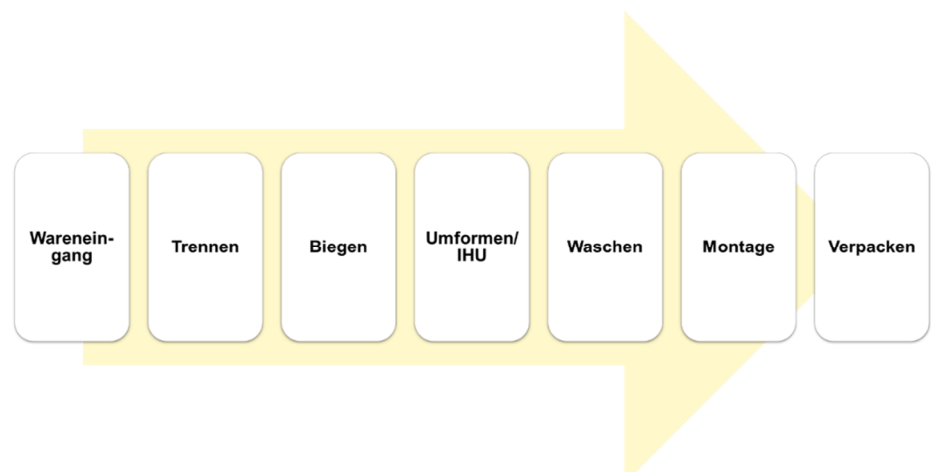 Warenein-
gang
Trennen
Biegen
Umformen/
IHU
Waschen
Montage
Verpacken